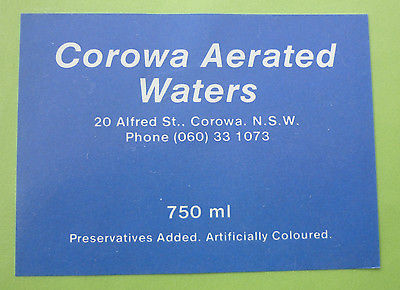 Corowa Aerated
Waters
20 Alfred St., Corowa. N.S.W.
Phone (060) 33 1073
750 ml
Preservatives Added. Artificially Coloured.